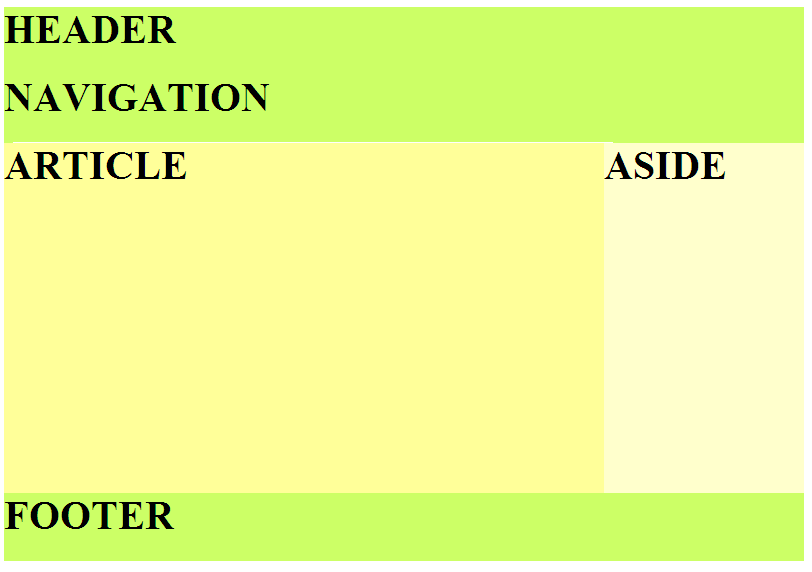 HEADER
NAVIGATION
ARTICLE
ASIDE
FOOTER